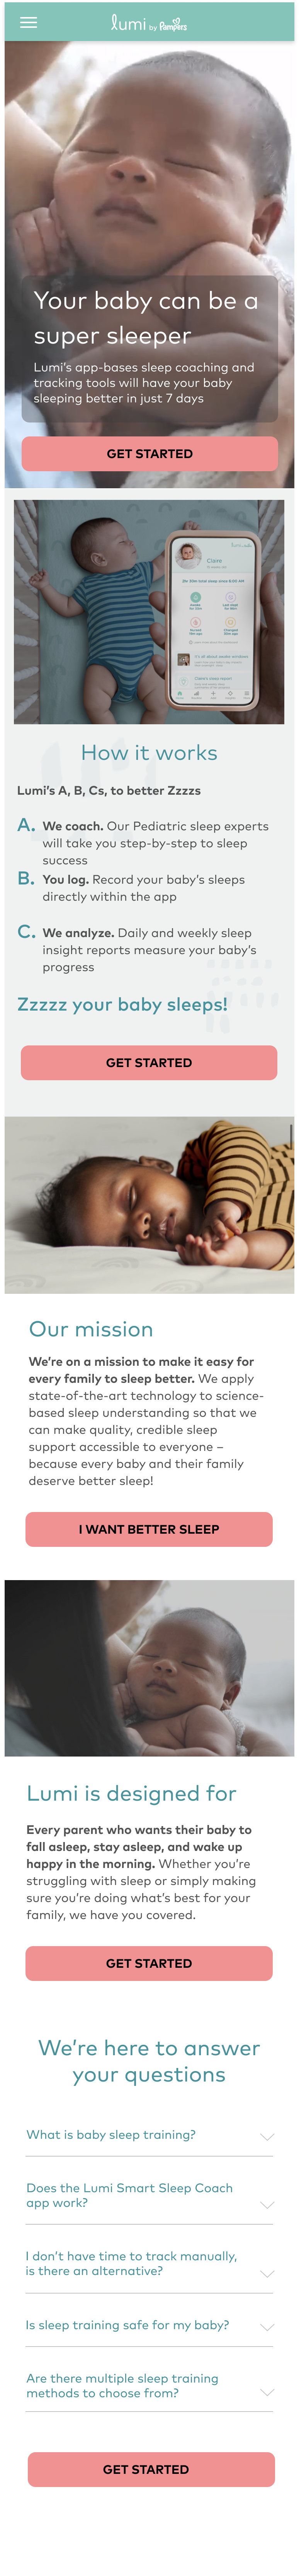 lumi by Pampers
Your baby can be a
super sleeper
Lumi's app-bases sleep coaching and
tracking tools will have your baby
sleeping better in just 7 days
GET STARTED
Claire
How it works
Lumi's A, B, Cs, to better Zzzzs
A. We coach. Our Pediatric sleep experts
will take you step-by-step to sleep
success
B. You log. Record your baby's sleeps
directly within the app
C. We analyze. Daily and weekly sleep
insight reports measure your baby's
progress
Zzzzz your baby sleeps!
GET STARTED
Our mission
We're on a mission to make it easy for
every family to sleep better. We apply
state-of-the-art technology to science-
based sleep understanding so that we
can make quality, credible sleep
support accessible to everyone –
because every baby and their family
deserve better sleep!
I WANT BETTER SLEEP
Lumi is designed for
Every parent who wants their baby to
fall asleep, stay asleep, and wake up
happy in the morning. Whether you're
struggling with sleep or simply making
sure you're doing what's best for your
family, we have you covered.
GET STARTED
We're here to answer
your questions
What is baby sleep training?
Does the Lumi Smart Sleep Coach
app work?
I don't have time to track manually,
is there an alternative?
Is sleep training safe for my baby?
Are there multiple sleep training
methods to choose from?
GET STARTED